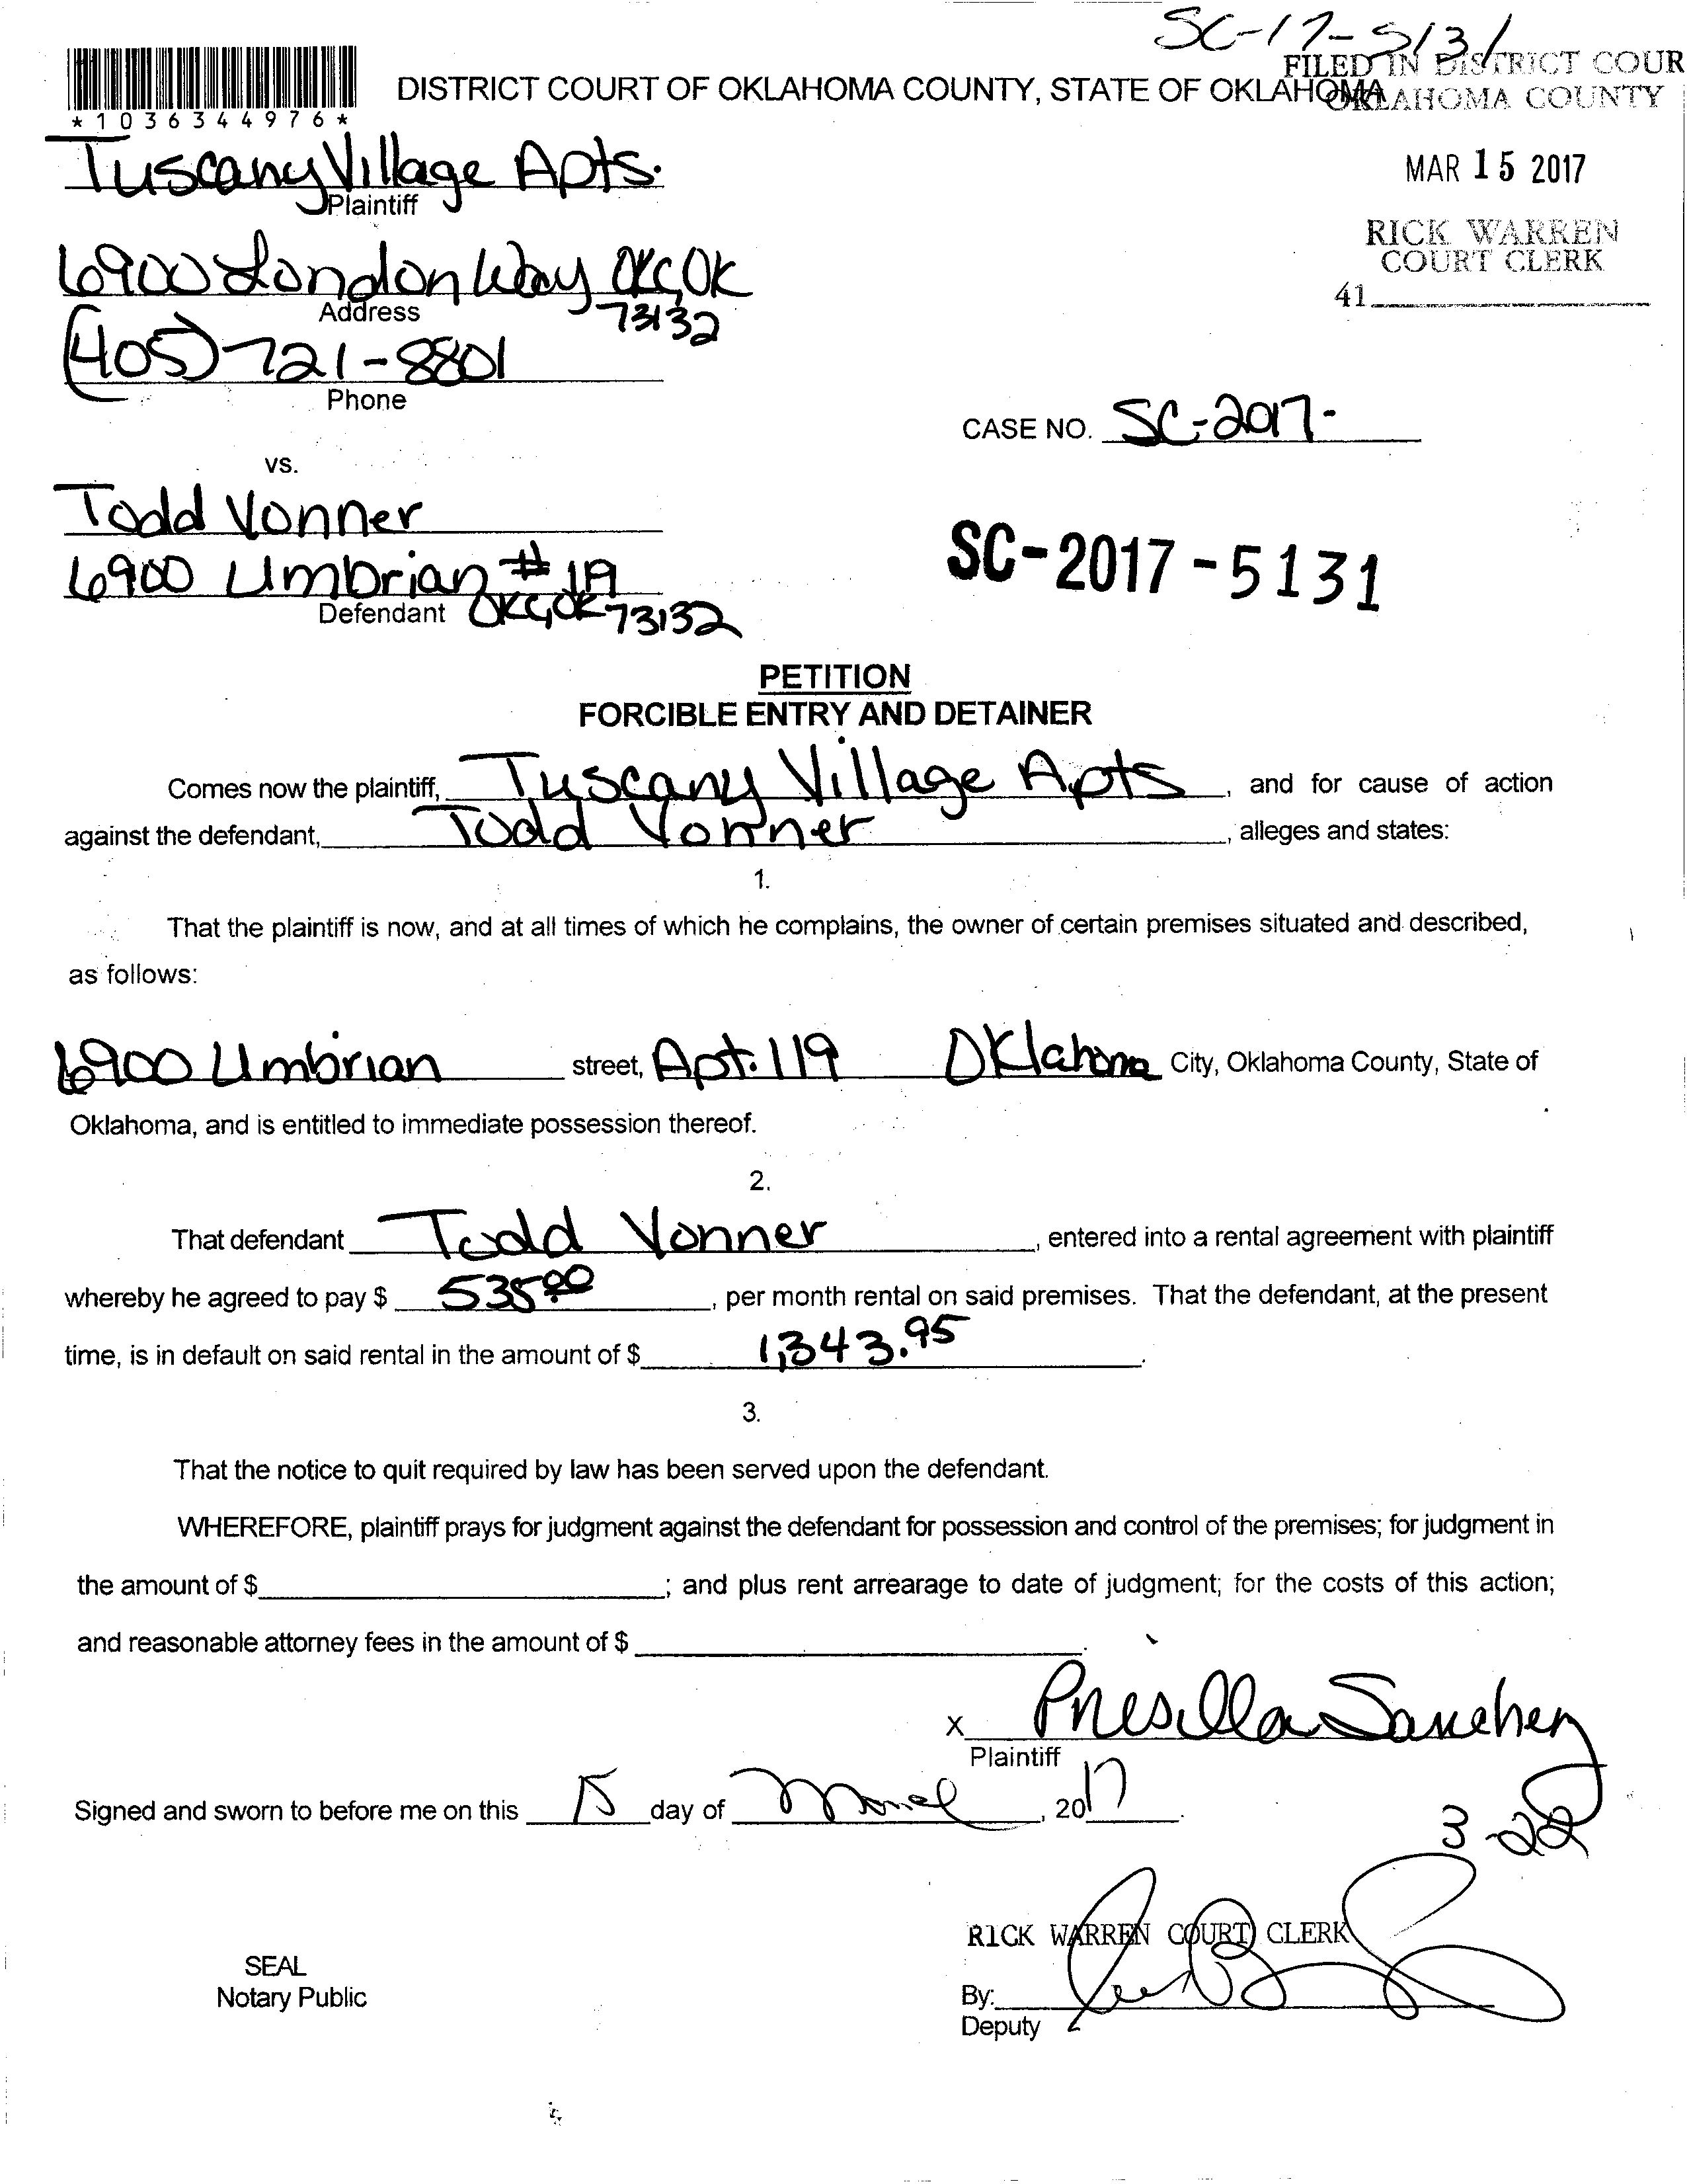 SC-17-5131
FILED IN DISTRICT COUR
DISTRICT COURT OF OKLAHOMA COUNTY, STATE OF OKLAHOMA
OKLAHOMA COUNTY
*1036344976*
Tuscany Village Apts.
Plaintiff
MAR 15 2017
RICK WARREN
COURT CLERK
41
6900 London Way OKC, OK
73132
Address
(405) 721-8801
Phone
CASE NO. SC-2017-
vs.
Todd Vonner
SC-2017-5131
6900 Umbrian # 119
Defendant OKC, OK 73132
PETITION
FORCIBLE ENTRY AND DETAINER
Comes now the plaintiff, Tuscany Village Apts, and for cause of action
against the defendant, Todd Vonner, alleges and states:
1.
That the plaintiff is now, and at all times of which he complains, the owner of certain premises situated and described,
as follows:
6900 Umbrian street, Apt. 119 Oklahoma City, Oklahoma County, State of
Oklahoma, and is entitled to immediate possession thereof.
2.
That defendant Todd Vonner, entered into a rental agreement with plaintiff
whereby he agreed to pay $ 535.00, per month rental on said premises. That the defendant, at the present
time, is in default on said rental in the amount of $ 1,343.95.
3.
That the notice to quit required by law has been served upon the defendant.
WHEREFORE, plaintiff prays for judgment against the defendant for possession and control of the premises; for judgment in
the amount of $ ; and plus rent arrearage to date of judgment; for the costs of this action;
and reasonable attorney fees in the amount of $ .
X Priscilla Sanchez
Plaintiff
Signed and sworn to before me on this 15 day of March, 2017.
3-22
RICK WARREN COURT CLERK
SEAL
Notary Public
By:
Deputy